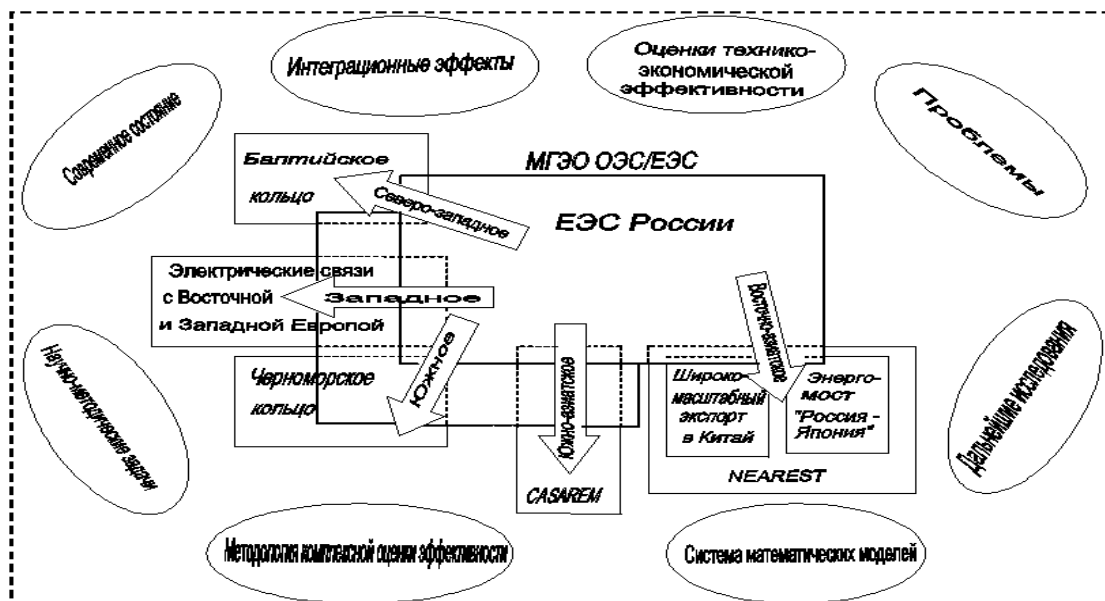 Интеграционные эффекты
Оценки технико-
экономической
эффективности
Современное состояние
Проблемы
МГЭО ОЭС/ЕЭС
Балтийское
кольцо
Северо-западное
ЕЭС России
Электрические связи
с Восточной
и Западной Европой
Западное
Восточно-азиатское
Южное
Черноморское
кольцо
Южно-азиатское
CASAREM
Широко-
масштабный
экспорт
в Китай
Энерго-
мост
"Россия -
Япония"
NEAREST
Научно-методические задачи
Дальнейшие исследования
Методология комплексной оценки эффективности
Система математических моделей